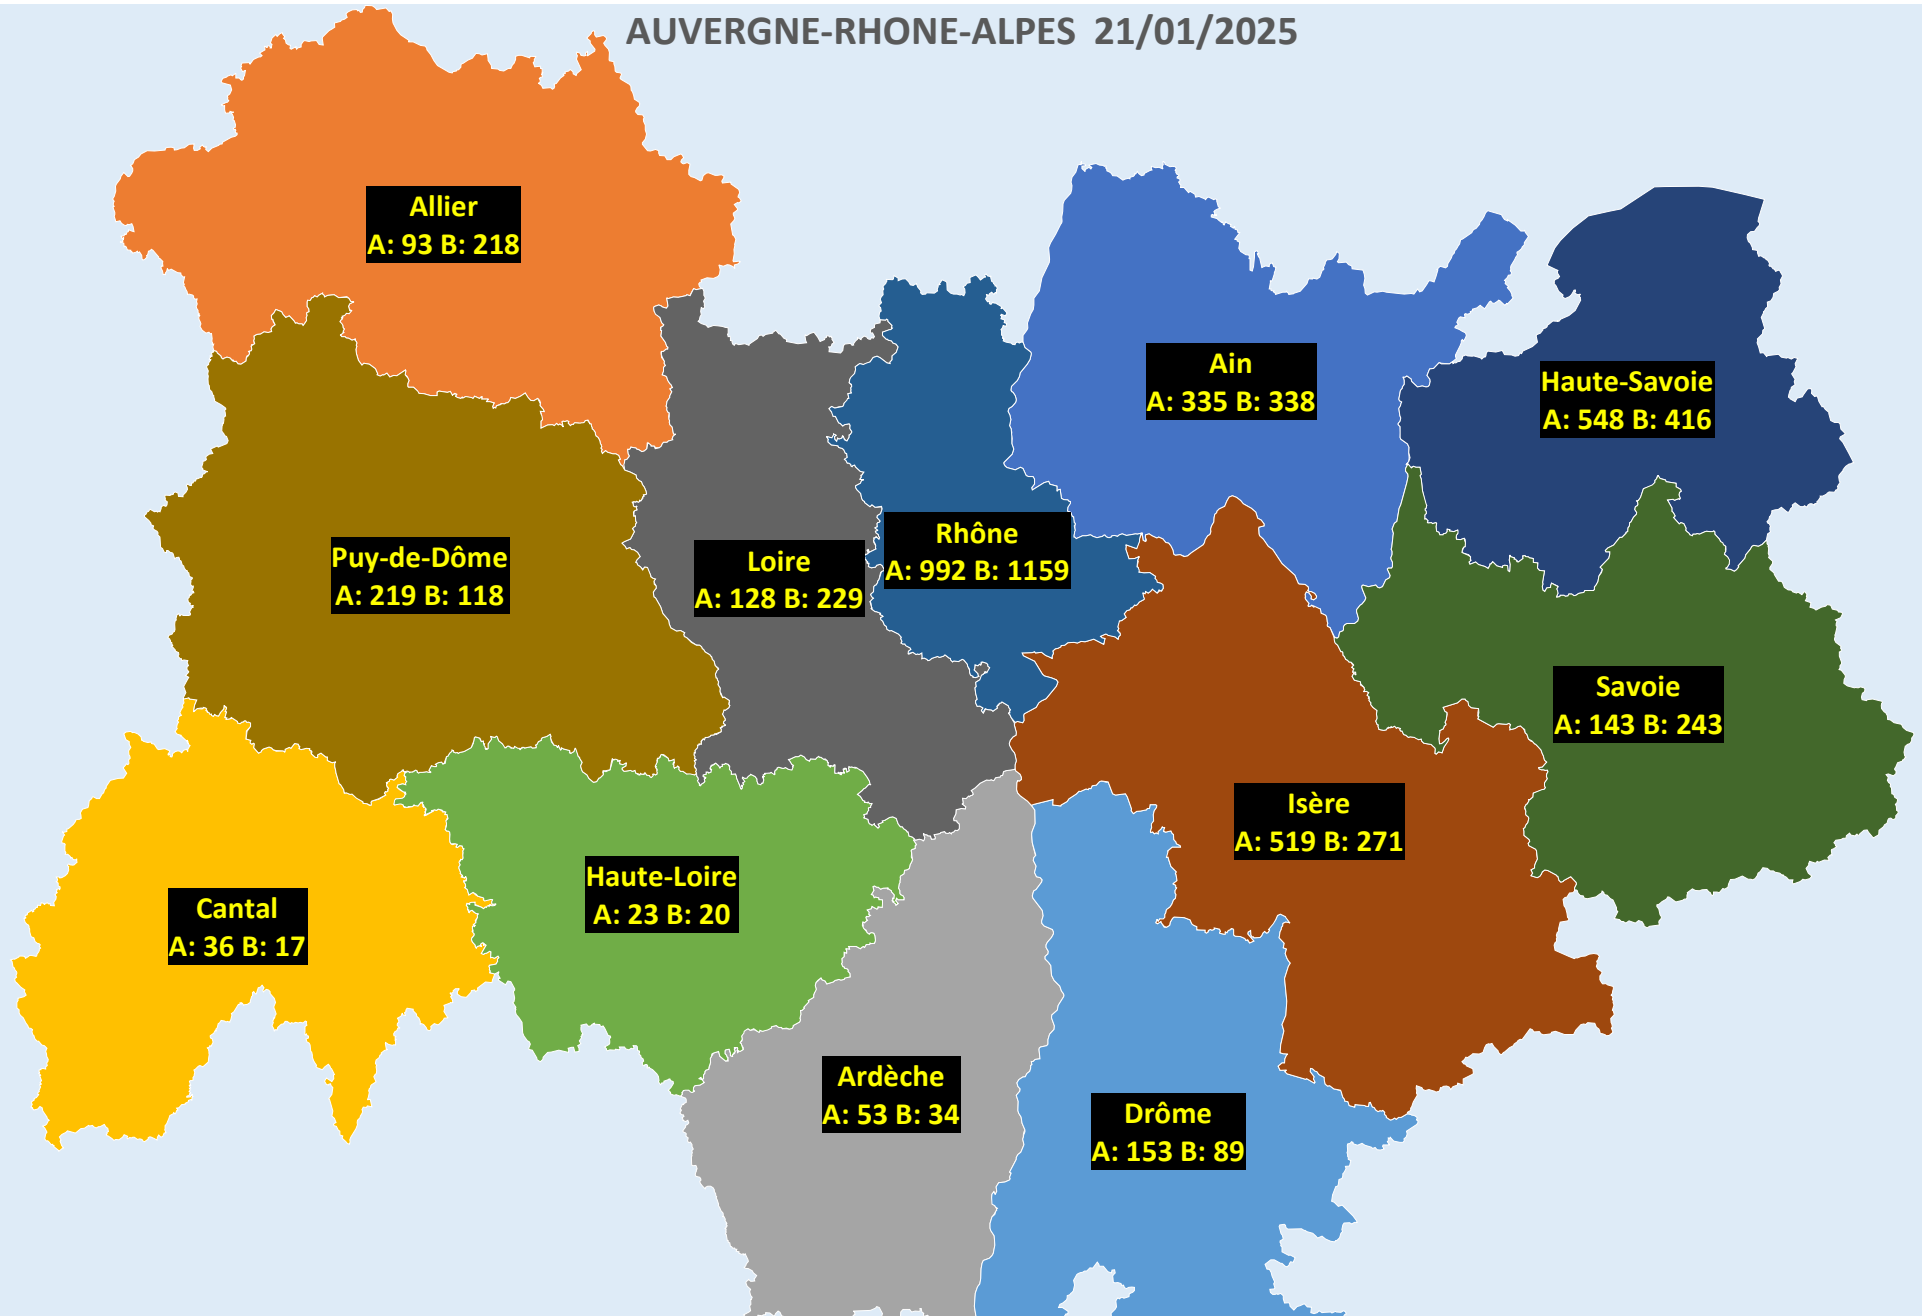 AUVERGNE-RHONE-ALPES 21/01/2025
Allier
A: 93 B: 218
Ain
A: 335 B: 338
Haute-Savoie
A: 548 B: 416
Puy-de-Dôme
A: 219 B: 118
Loire
A: 128 B: 229
Rhône
A: 992 B: 1159
Savoie
A: 143 B: 243
Isère
A: 519 B: 271
Haute-Loire
A: 23 B: 20
Cantal
A: 36 B: 17
Ardèche
A: 53 B: 34
Drôme
A: 153 B: 89